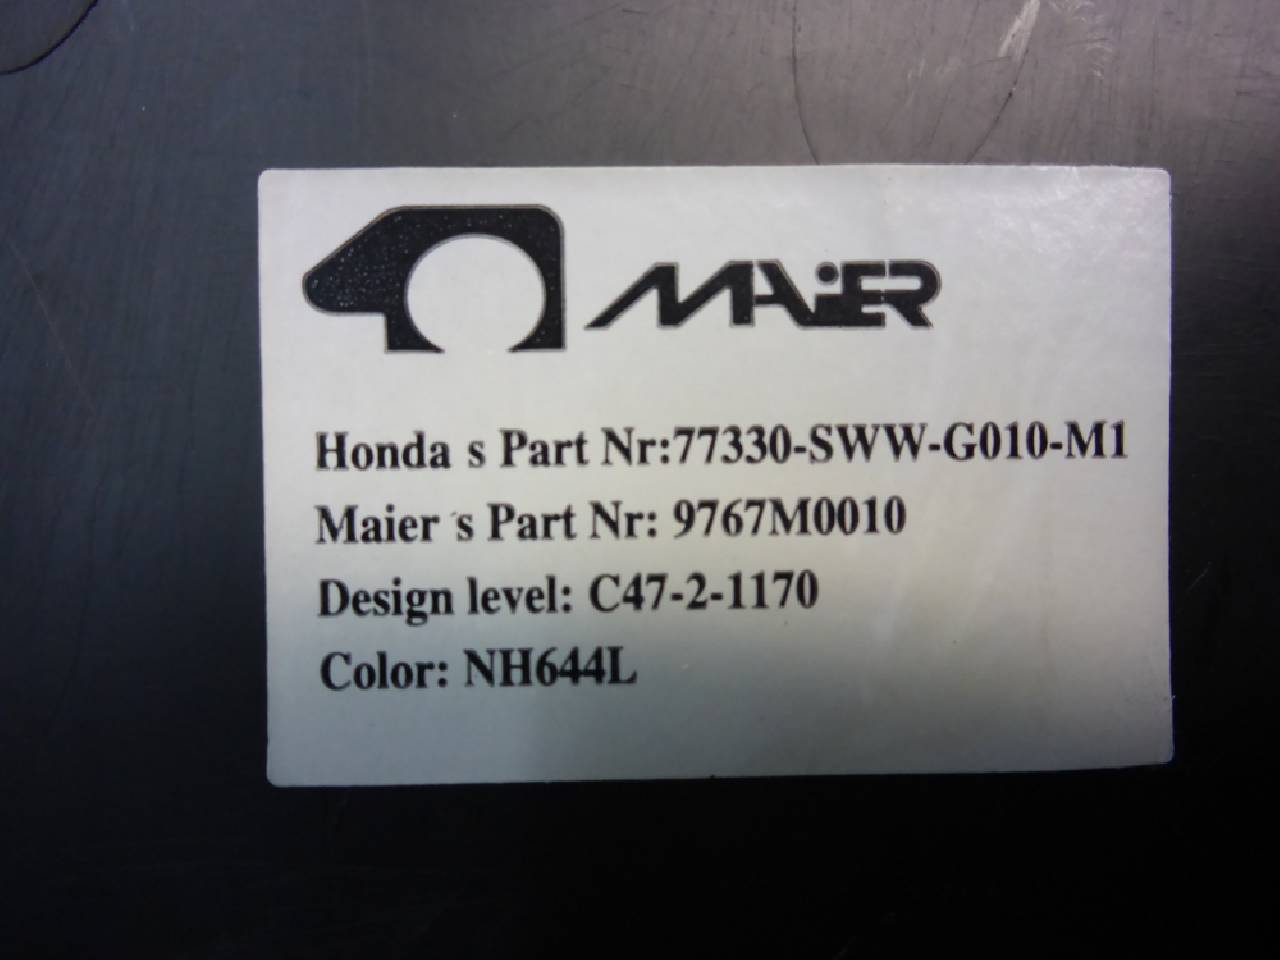 MAIER
Honda s Part Nr:77330-SWW-G010-M1
Maier ´s Part Nr: 9767M0010
Design level: C47-2-1170
Color: NH644L